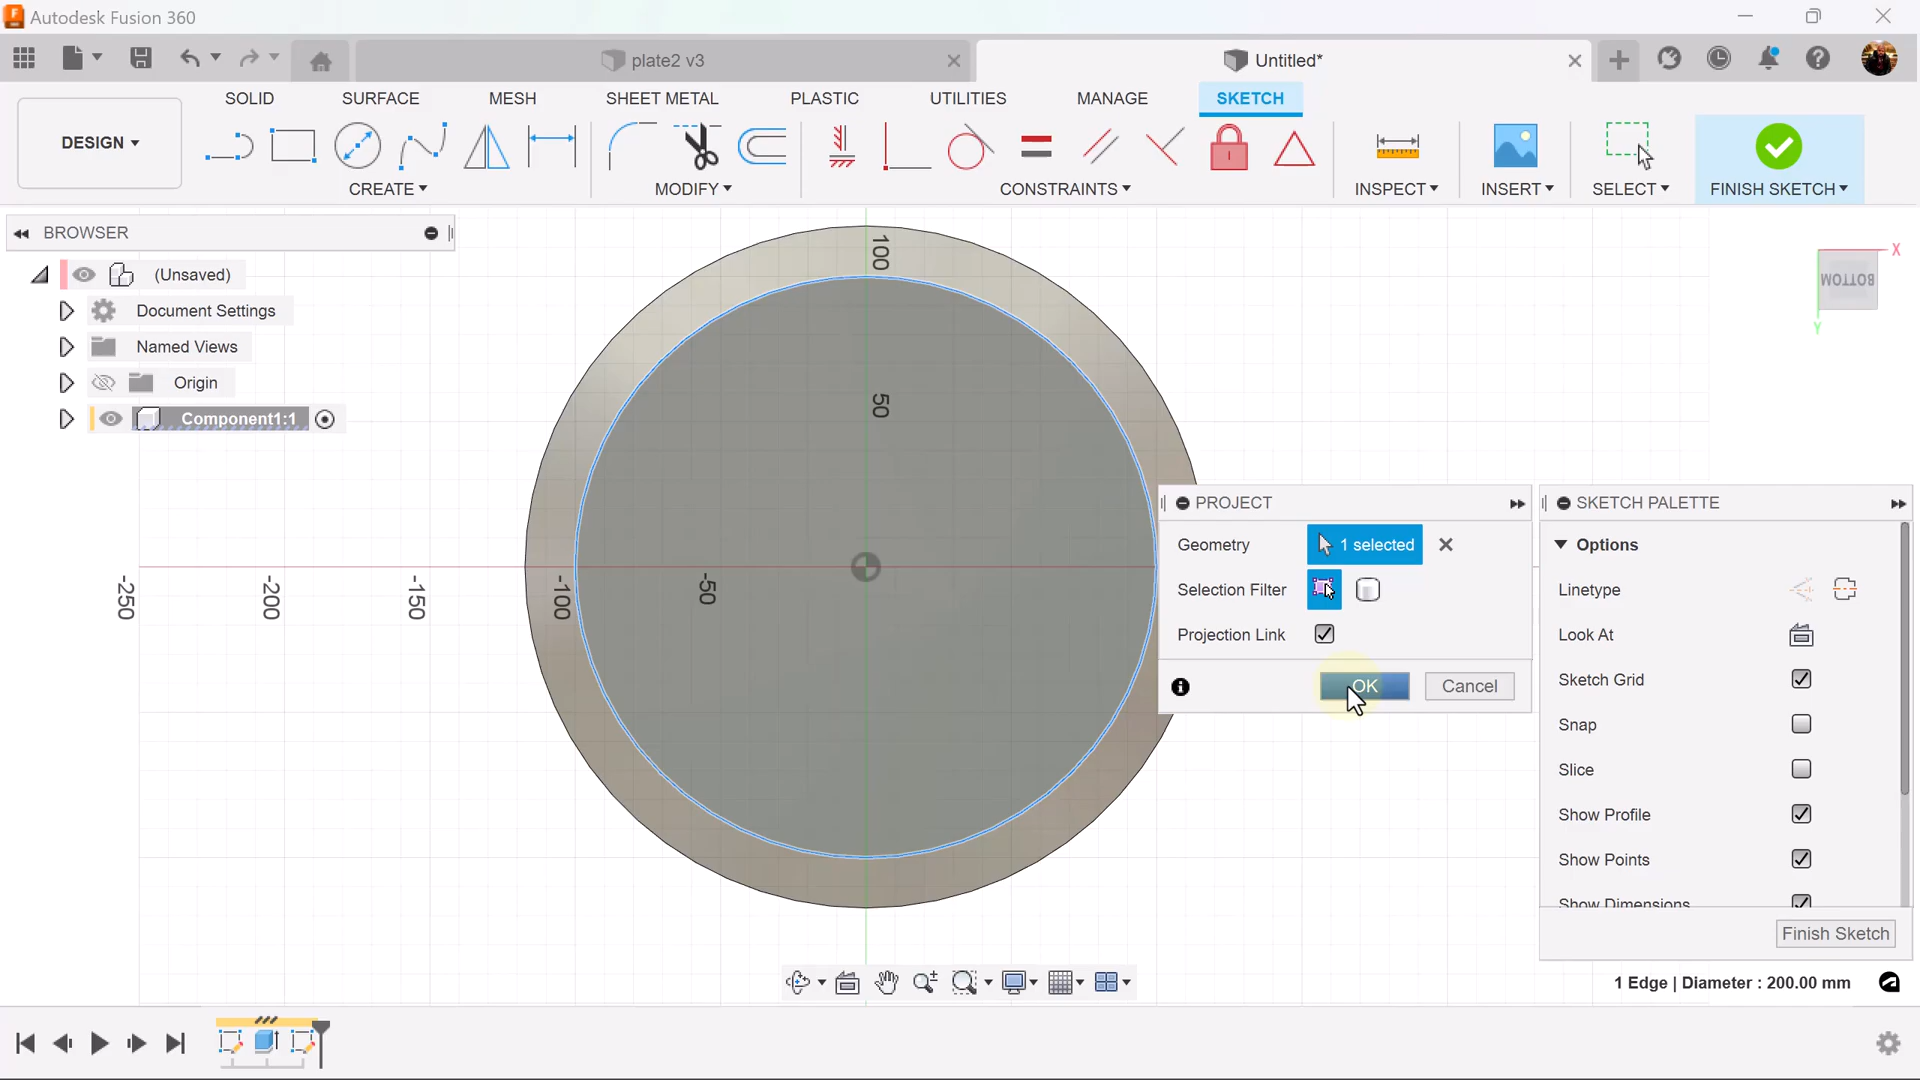 Autodesk Fusion 360
plate2 v3
Untitled*
DESIGN
SOLID
SURFACE
MESH
SHEET METAL
PLASTIC
UTILITIES
MANAGE
SKETCH
CREATE
MODIFY
CONSTRAINTS
INSPECT
INSERT
SELECT
FINISH SKETCH
BROWSER
(Unsaved)
Document Settings
Named Views
Origin
Component1:1
100
50
-50
-100
-150
-200
-250
X
BOTTOM
Y
PROJECT
Geometry
1 selected
Selection Filter
Projection Link
OK
Cancel
SKETCH PALETTE
Options
Linetype
Look At
Sketch Grid
Snap
Slice
Show Profile
Show Points
Show Dimensions
Finish Sketch
1 Edge | Diameter : 200.00 mm